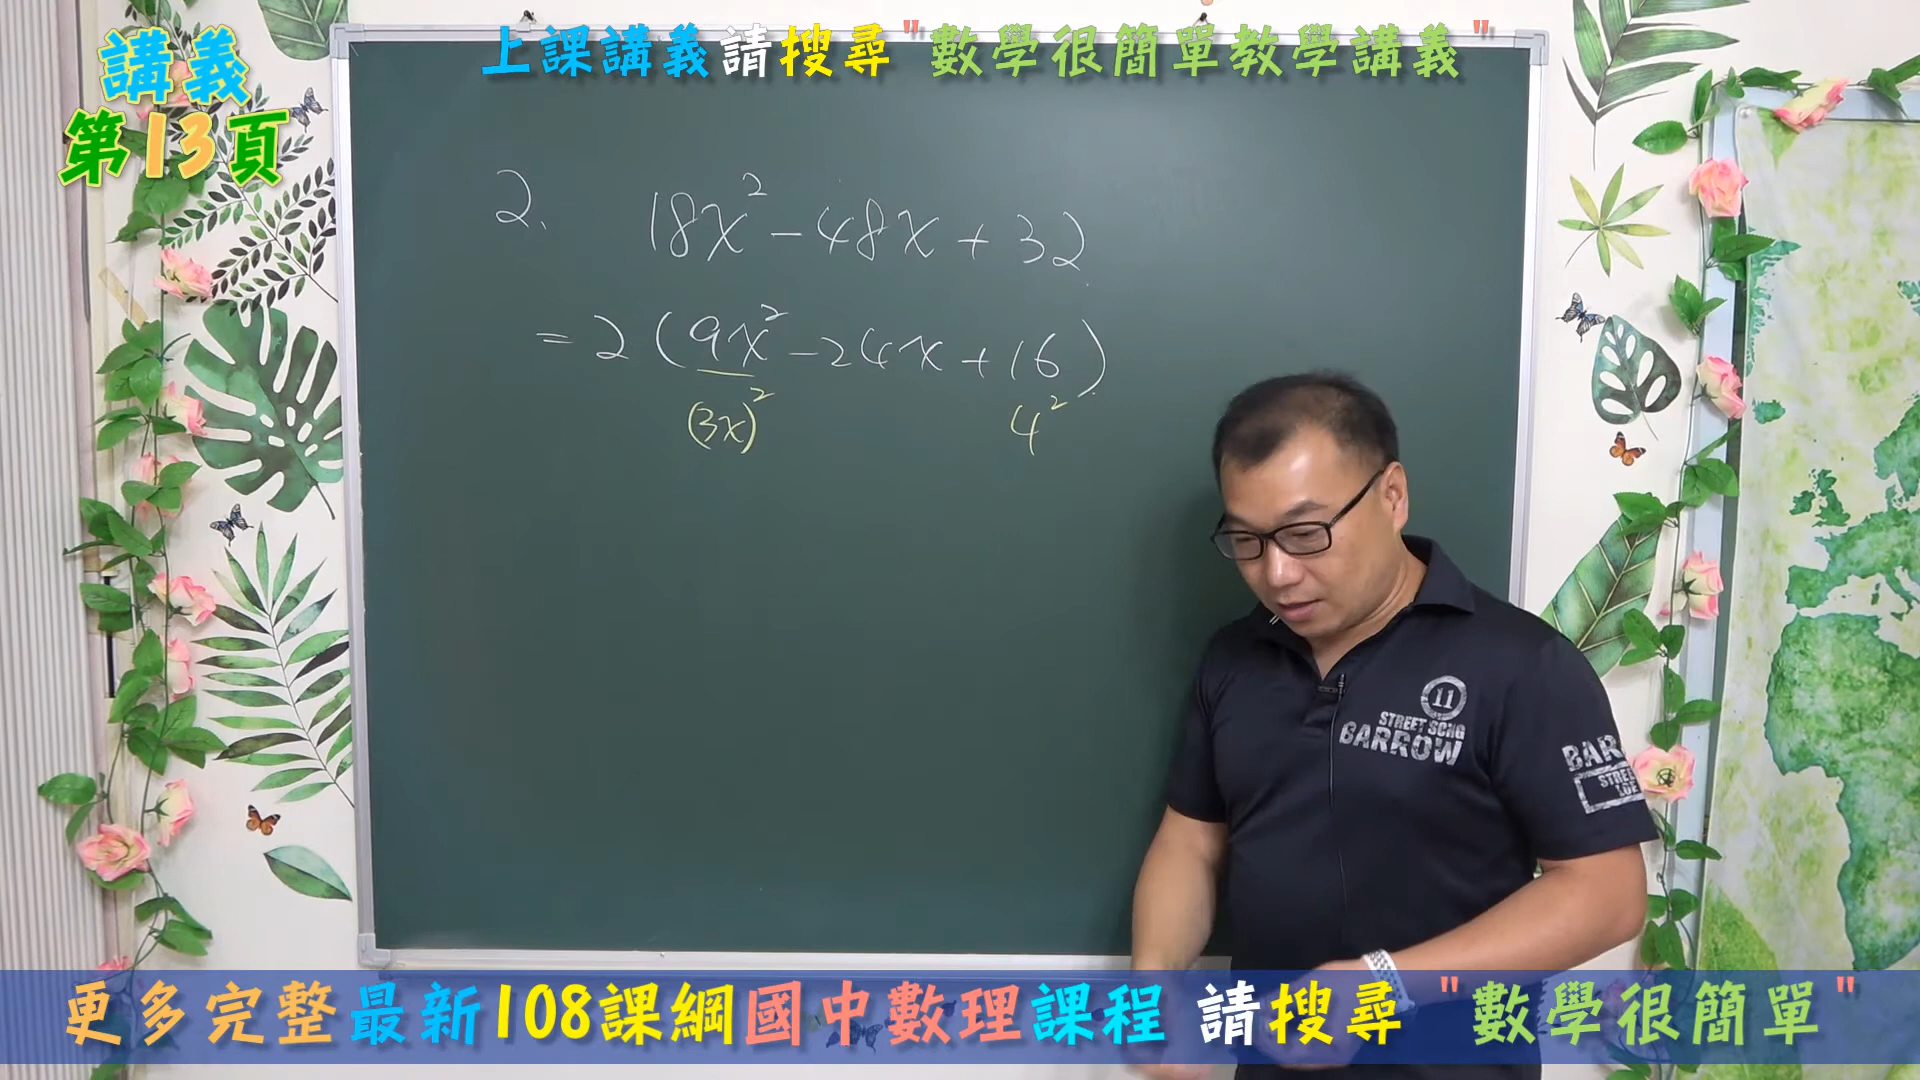 講義
第13頁
上課講義請搜尋"數學很簡單教學講義"
2. 18x² - 48x + 32
= 2 (9x² - 24x + 16)
(3x)² 4²
11
STREET SONG
BARROW
BAR
STREE
更多完整最新108課綱國中數理課程 請搜尋 "數學很簡單"